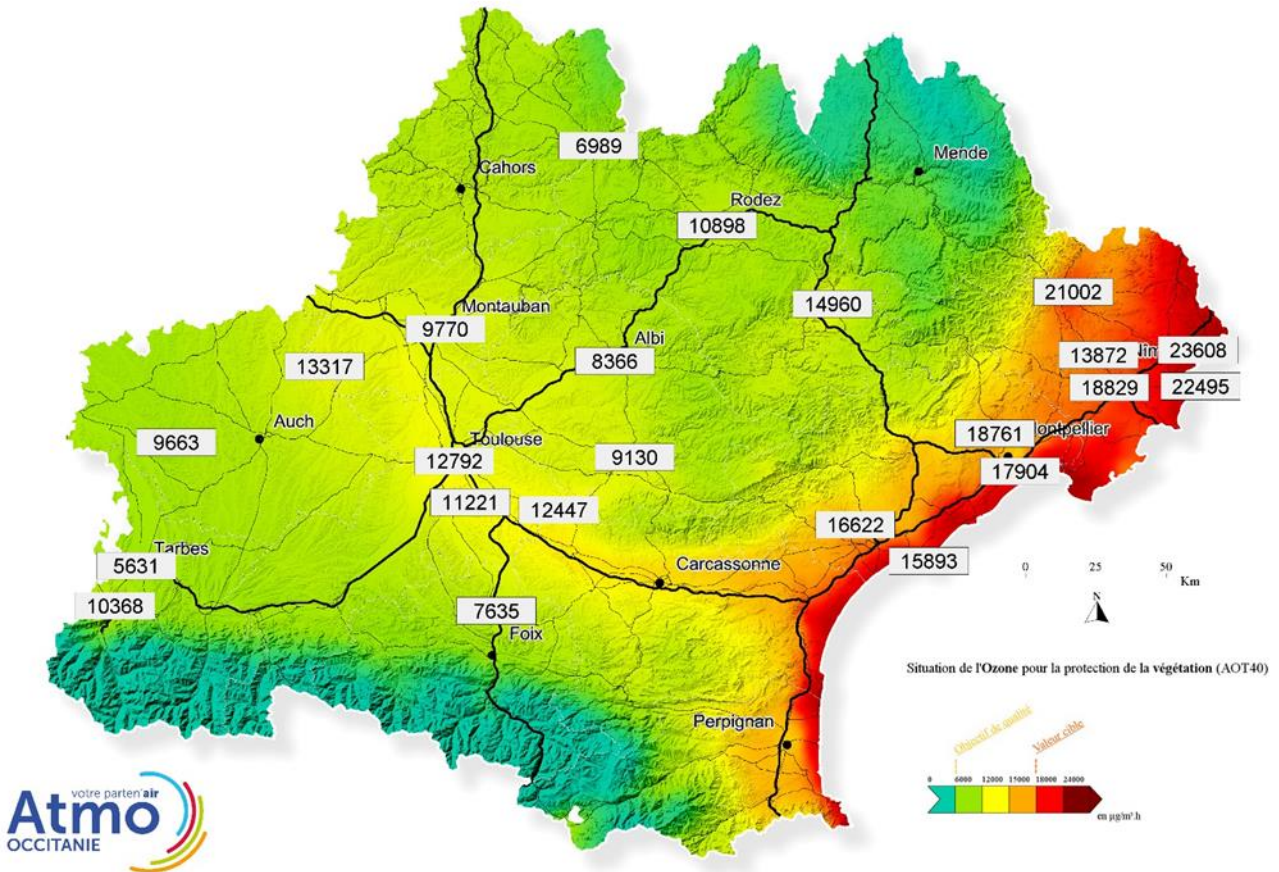 6989
Cahors
Mende
Rodez
10898
21002
14960
Montauban
9770
Albi
8366
13317
13872
Nîm
23608
18829
22495
Auch
9663
Toulouse
12792
9130
18761
ontpellier
17904
11221
12447
16622
15893
Tarbes
5631
Carcassonne
0 25 50
Km
N
10368
7635
Foix
Situation de l'Ozone pour la protection de la végétation (AOT40)
Perpignan
Objectif de qualité
Valeur cible
0 6000 12000 15000 18000 24000
en µg/m³.h
votre parten'air
Atmo
OCCITANIE